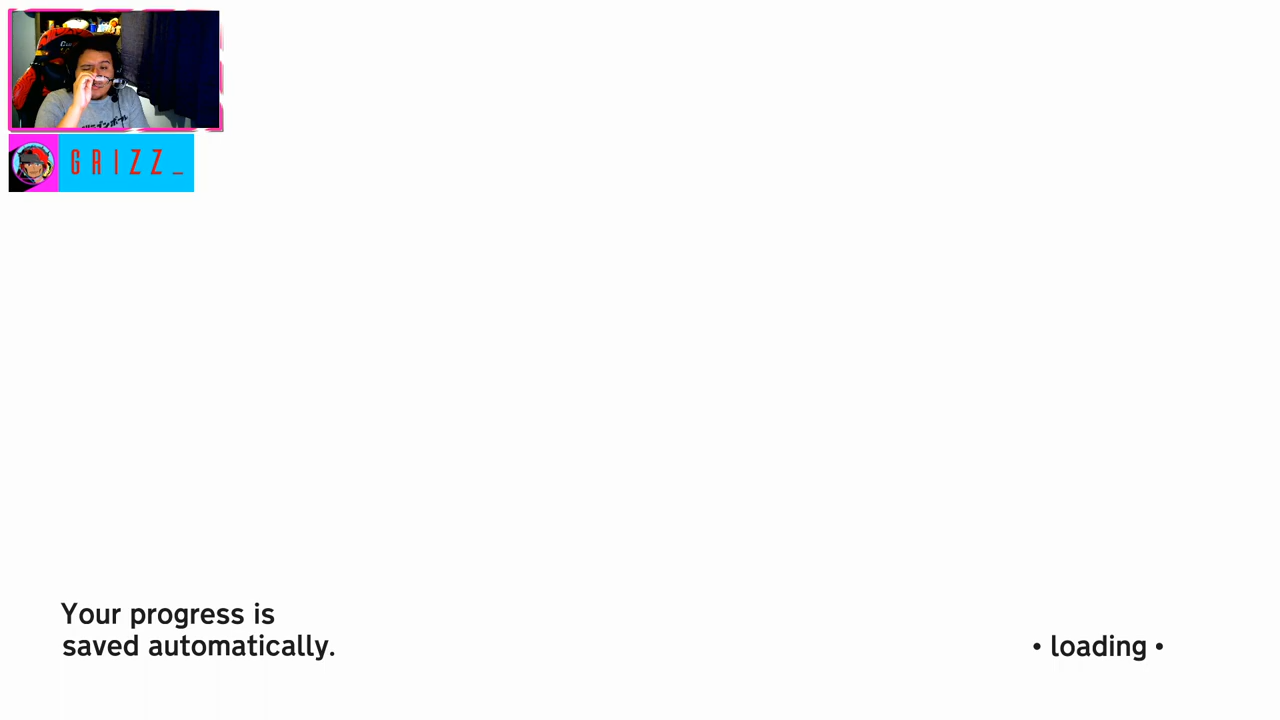 GRIZZ_
Your progress is
saved automatically.
• loading •